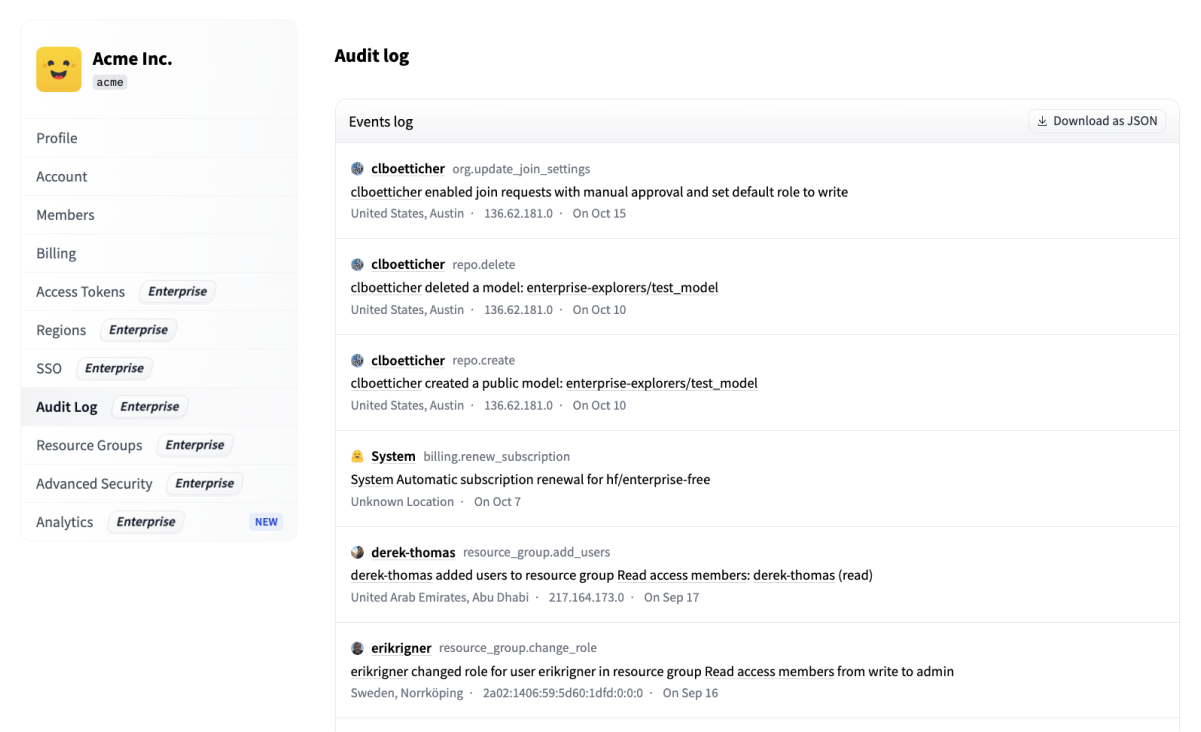 Acme Inc.
acme
Profile
Account
Members
Billing
Access Tokens Enterprise
Regions Enterprise
SSO Enterprise
Audit Log Enterprise
Resource Groups Enterprise
Advanced Security Enterprise
Analytics Enterprise NEW
Audit log
Events log Download as JSON
clboetticher org.update_join_settings
clboetticher enabled join requests with manual approval and set default role to write
United States, Austin · 136.62.181.0 · On Oct 15
clboetticher repo.delete
clboetticher deleted a model: enterprise-explorers/test_model
United States, Austin · 136.62.181.0 · On Oct 10
clboetticher repo.create
clboetticher created a public model: enterprise-explorers/test_model
United States, Austin · 136.62.181.0 · On Oct 10
System billing.renew_subscription
System Automatic subscription renewal for hf/enterprise-free
Unknown Location · On Oct 7
derek-thomas resource_group.add_users
derek-thomas added users to resource group Read access members: derek-thomas (read)
United Arab Emirates, Abu Dhabi · 217.164.173.0 · On Sep 17
erikrigner resource_group.change_role
erikrigner changed role for user erikrigner in resource group Read access members from write to admin
Sweden, Norrköping · 2a02:1406:59:5d60:1dfd:0:0:0 · On Sep 16